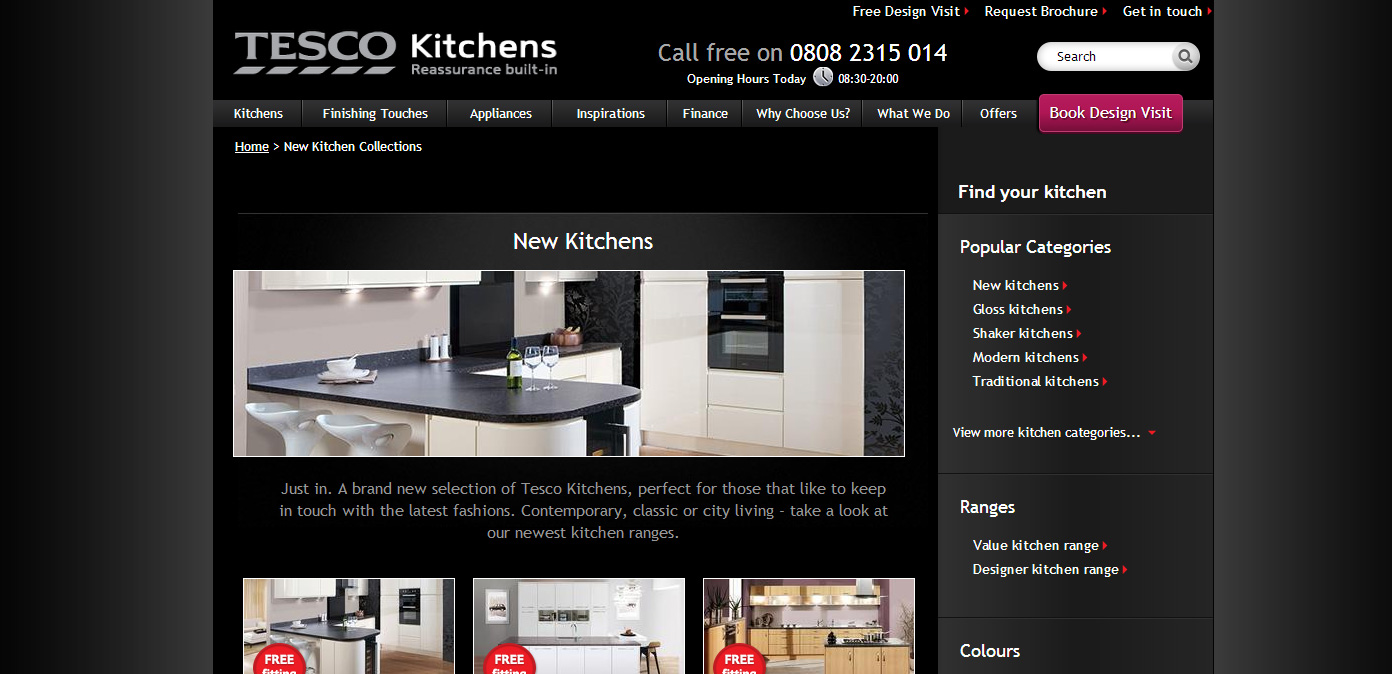 Free Design Visit
Request Brochure
Get in touch
TESCO Kitchens
Reassurance built-in
Call free on 0808 2315 014
Opening Hours Today 08:30-20:00
Search
Kitchens
Finishing Touches
Appliances
Inspirations
Finance
Why Choose Us?
What We Do
Offers
Book Design Visit
Home > New Kitchen Collections
New Kitchens
Just in. A brand new selection of Tesco Kitchens, perfect for those that like to keep
in touch with the latest fashions. Contemporary, classic or city living - take a look at
our newest kitchen ranges.
FREE
fitting
FREE
fitting
FREE
fitting
Find your kitchen
Popular Categories
New kitchens
Gloss kitchens
Shaker kitchens
Modern kitchens
Traditional kitchens
View more kitchen categories...
Ranges
Value kitchen range
Designer kitchen range
Colours